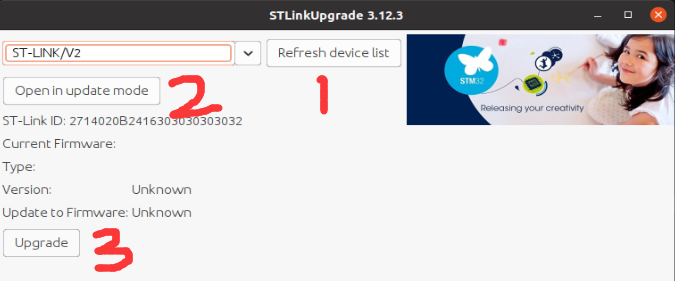 STLinkUpgrade 3.12.3
ST-LINK/V2
Refresh device list
Open in update mode
2
1
STM32
Releasing your creativity
ST-Link ID: 2714020B2416303030303032
Current Firmware:
Type:
Version: Unknown
Update to Firmware: Unknown
Upgrade
3